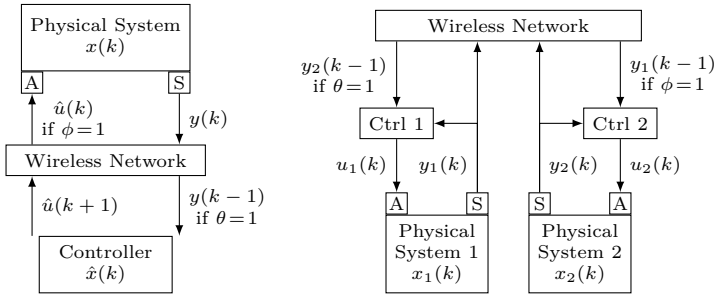 Physical System
x(k)
A
S
û(k)
if ϕ=1
y(k)
Wireless Network
û(k+1)
y(k−1)
if θ=1
Controller
x̂(k)
Wireless Network
y₂(k−1)
if θ=1
y₁(k−1)
if ϕ=1
Ctrl 1
Ctrl 2
u₁(k)
y₁(k)
y₂(k)
u₂(k)
A
S
S
A
Physical
System 1
x₁(k)
Physical
System 2
x₂(k)